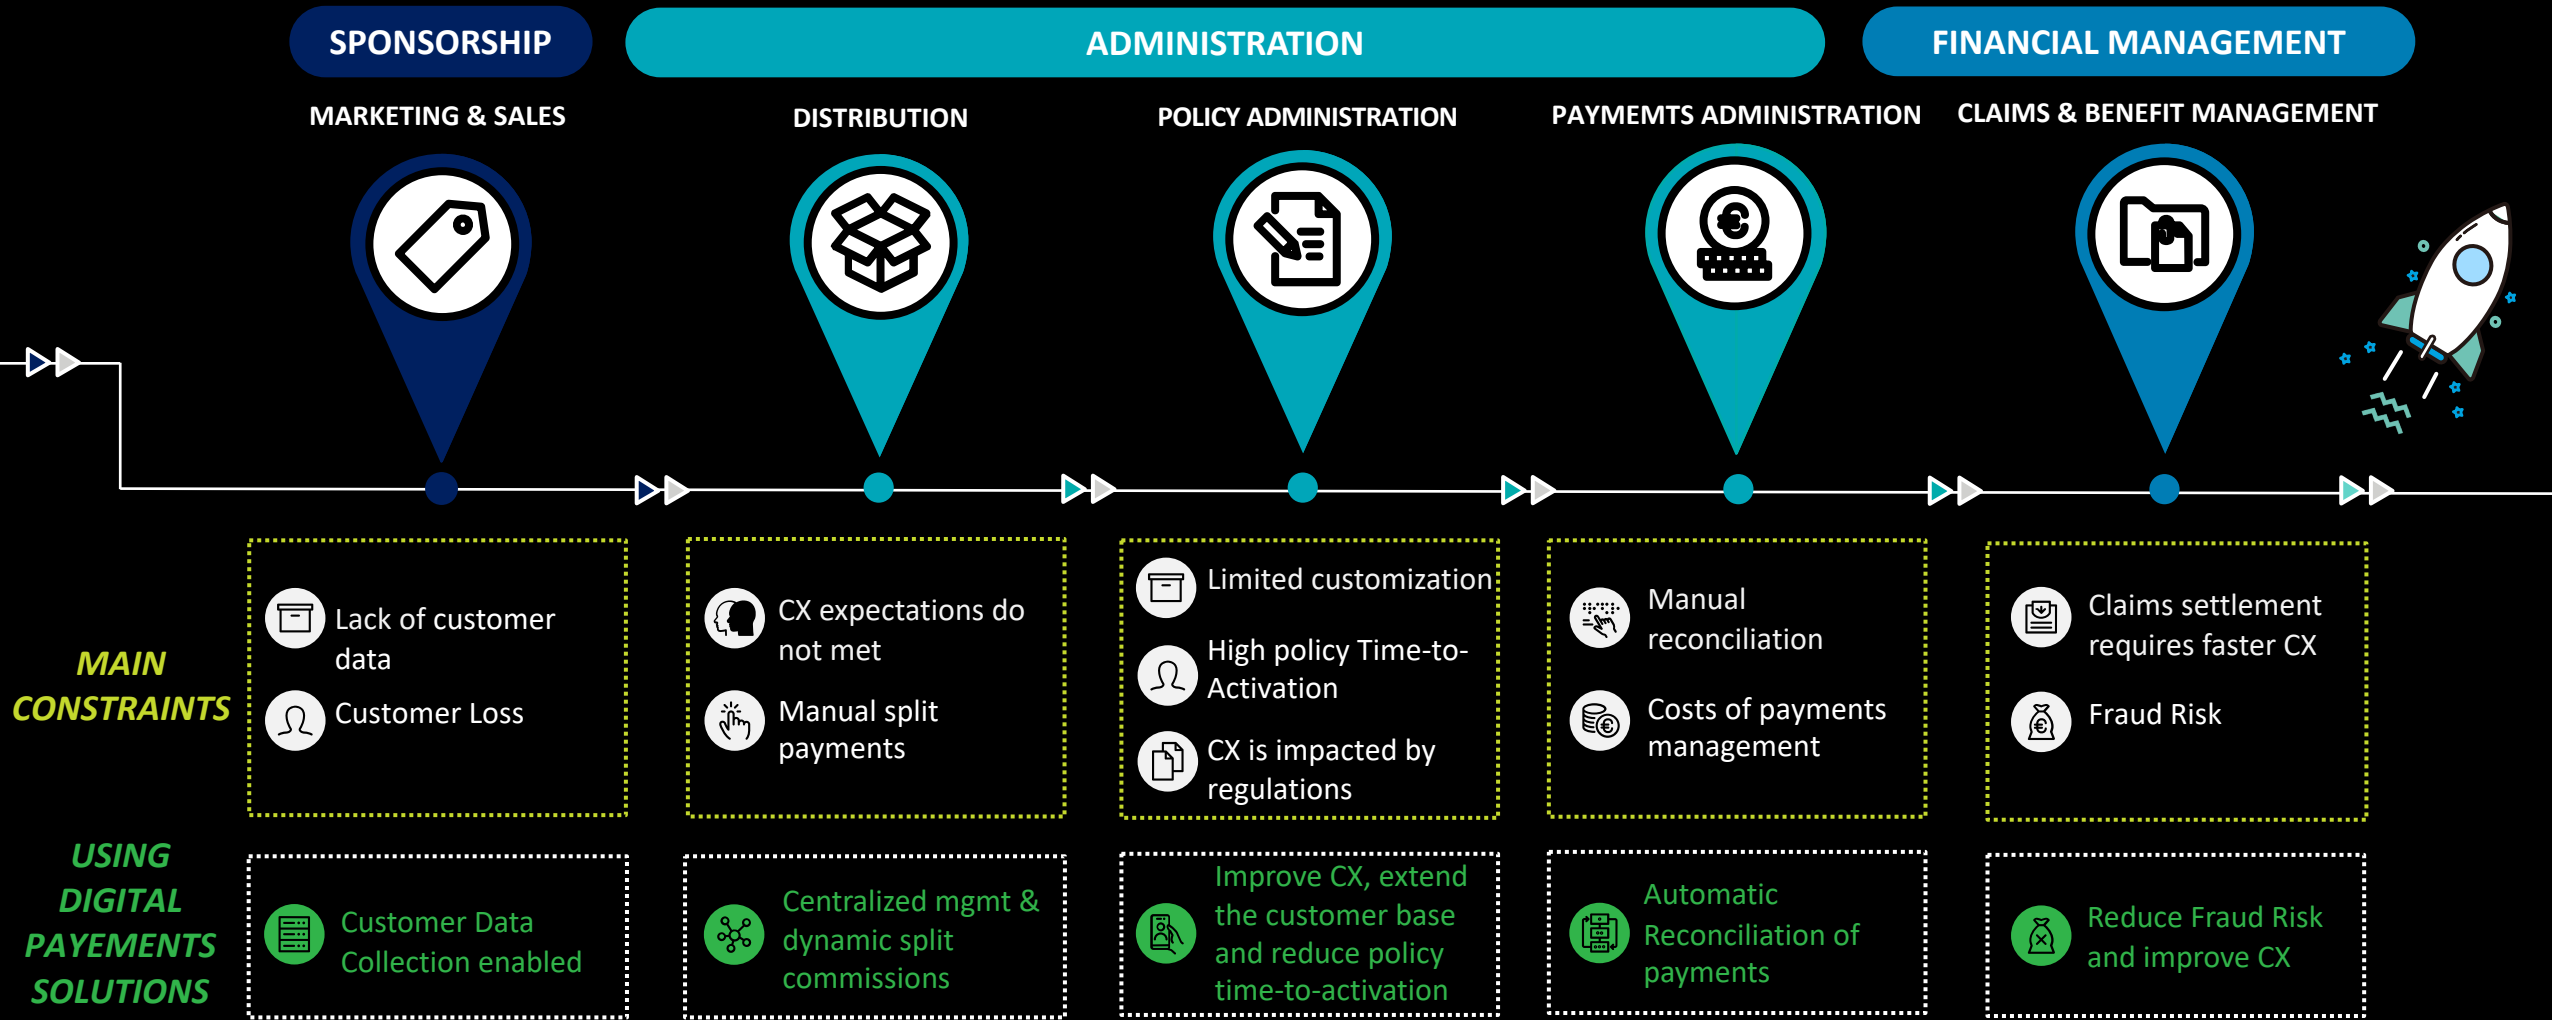 SPONSORSHIP
ADMINISTRATION
FINANCIAL MANAGEMENT
MARKETING & SALES
DISTRIBUTION
POLICY ADMINISTRATION
PAYMEMTS ADMINISTRATION
CLAIMS & BENEFIT MANAGEMENT
MAIN
CONSTRAINTS
Lack of customer
data
Customer Loss
CX expectations do
not met
Manual split
payments
Limited customization
High policy Time-to-
Activation
CX is impacted by
regulations
Manual
reconciliation
Costs of payments
management
Claims settlement
requires faster CX
Fraud Risk
USING
DIGITAL
PAYEMENTS
SOLUTIONS
Customer Data
Collection enabled
Centralized mgmt &
dynamic split
commissions
Improve CX, extend
the customer base
and reduce policy
time-to-activation
Automatic
Reconciliation of
payments
Reduce Fraud Risk
and improve CX